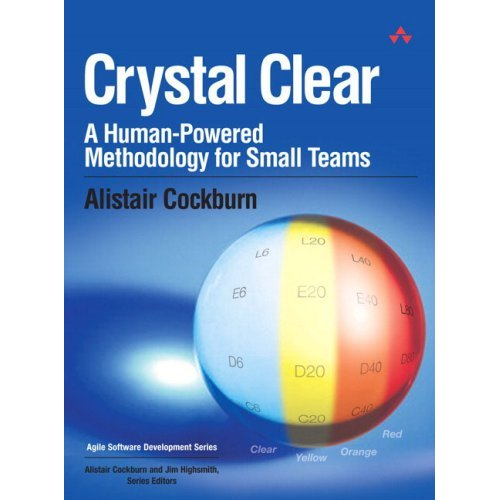 Crystal Clear
A Human-Powered
Methodology for Small Teams
Alistair Cockburn
L6 L20 L40 L80
E6 E20 E40 E80
D6 D20 D40 D80
C6 C20 C40
Clear Yellow Orange Red
Agile Software Development Series
Alistair Cockburn and Jim Highsmith,
Series Editors